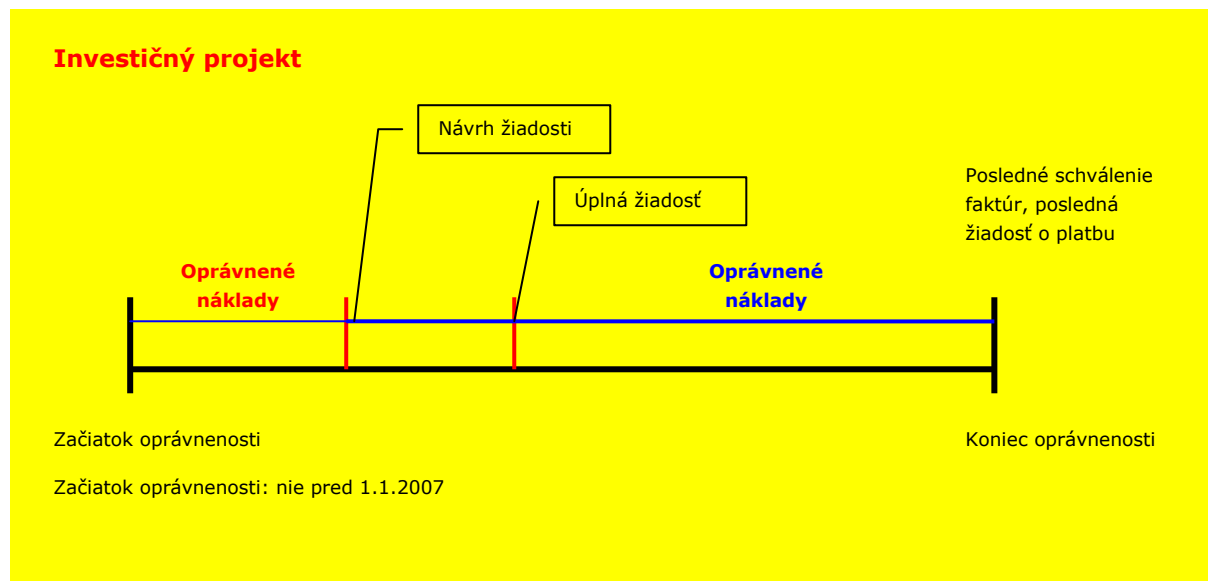 Investičný projekt
Návrh žiadosti
Úplná žiadosť
Posledné schválenie
faktúr, posledná
žiadosť o platbu
Oprávnené
náklady
Oprávnené
náklady
Začiatok oprávnenosti
Koniec oprávnenosti
Začiatok oprávnenosti: nie pred 1.1.2007